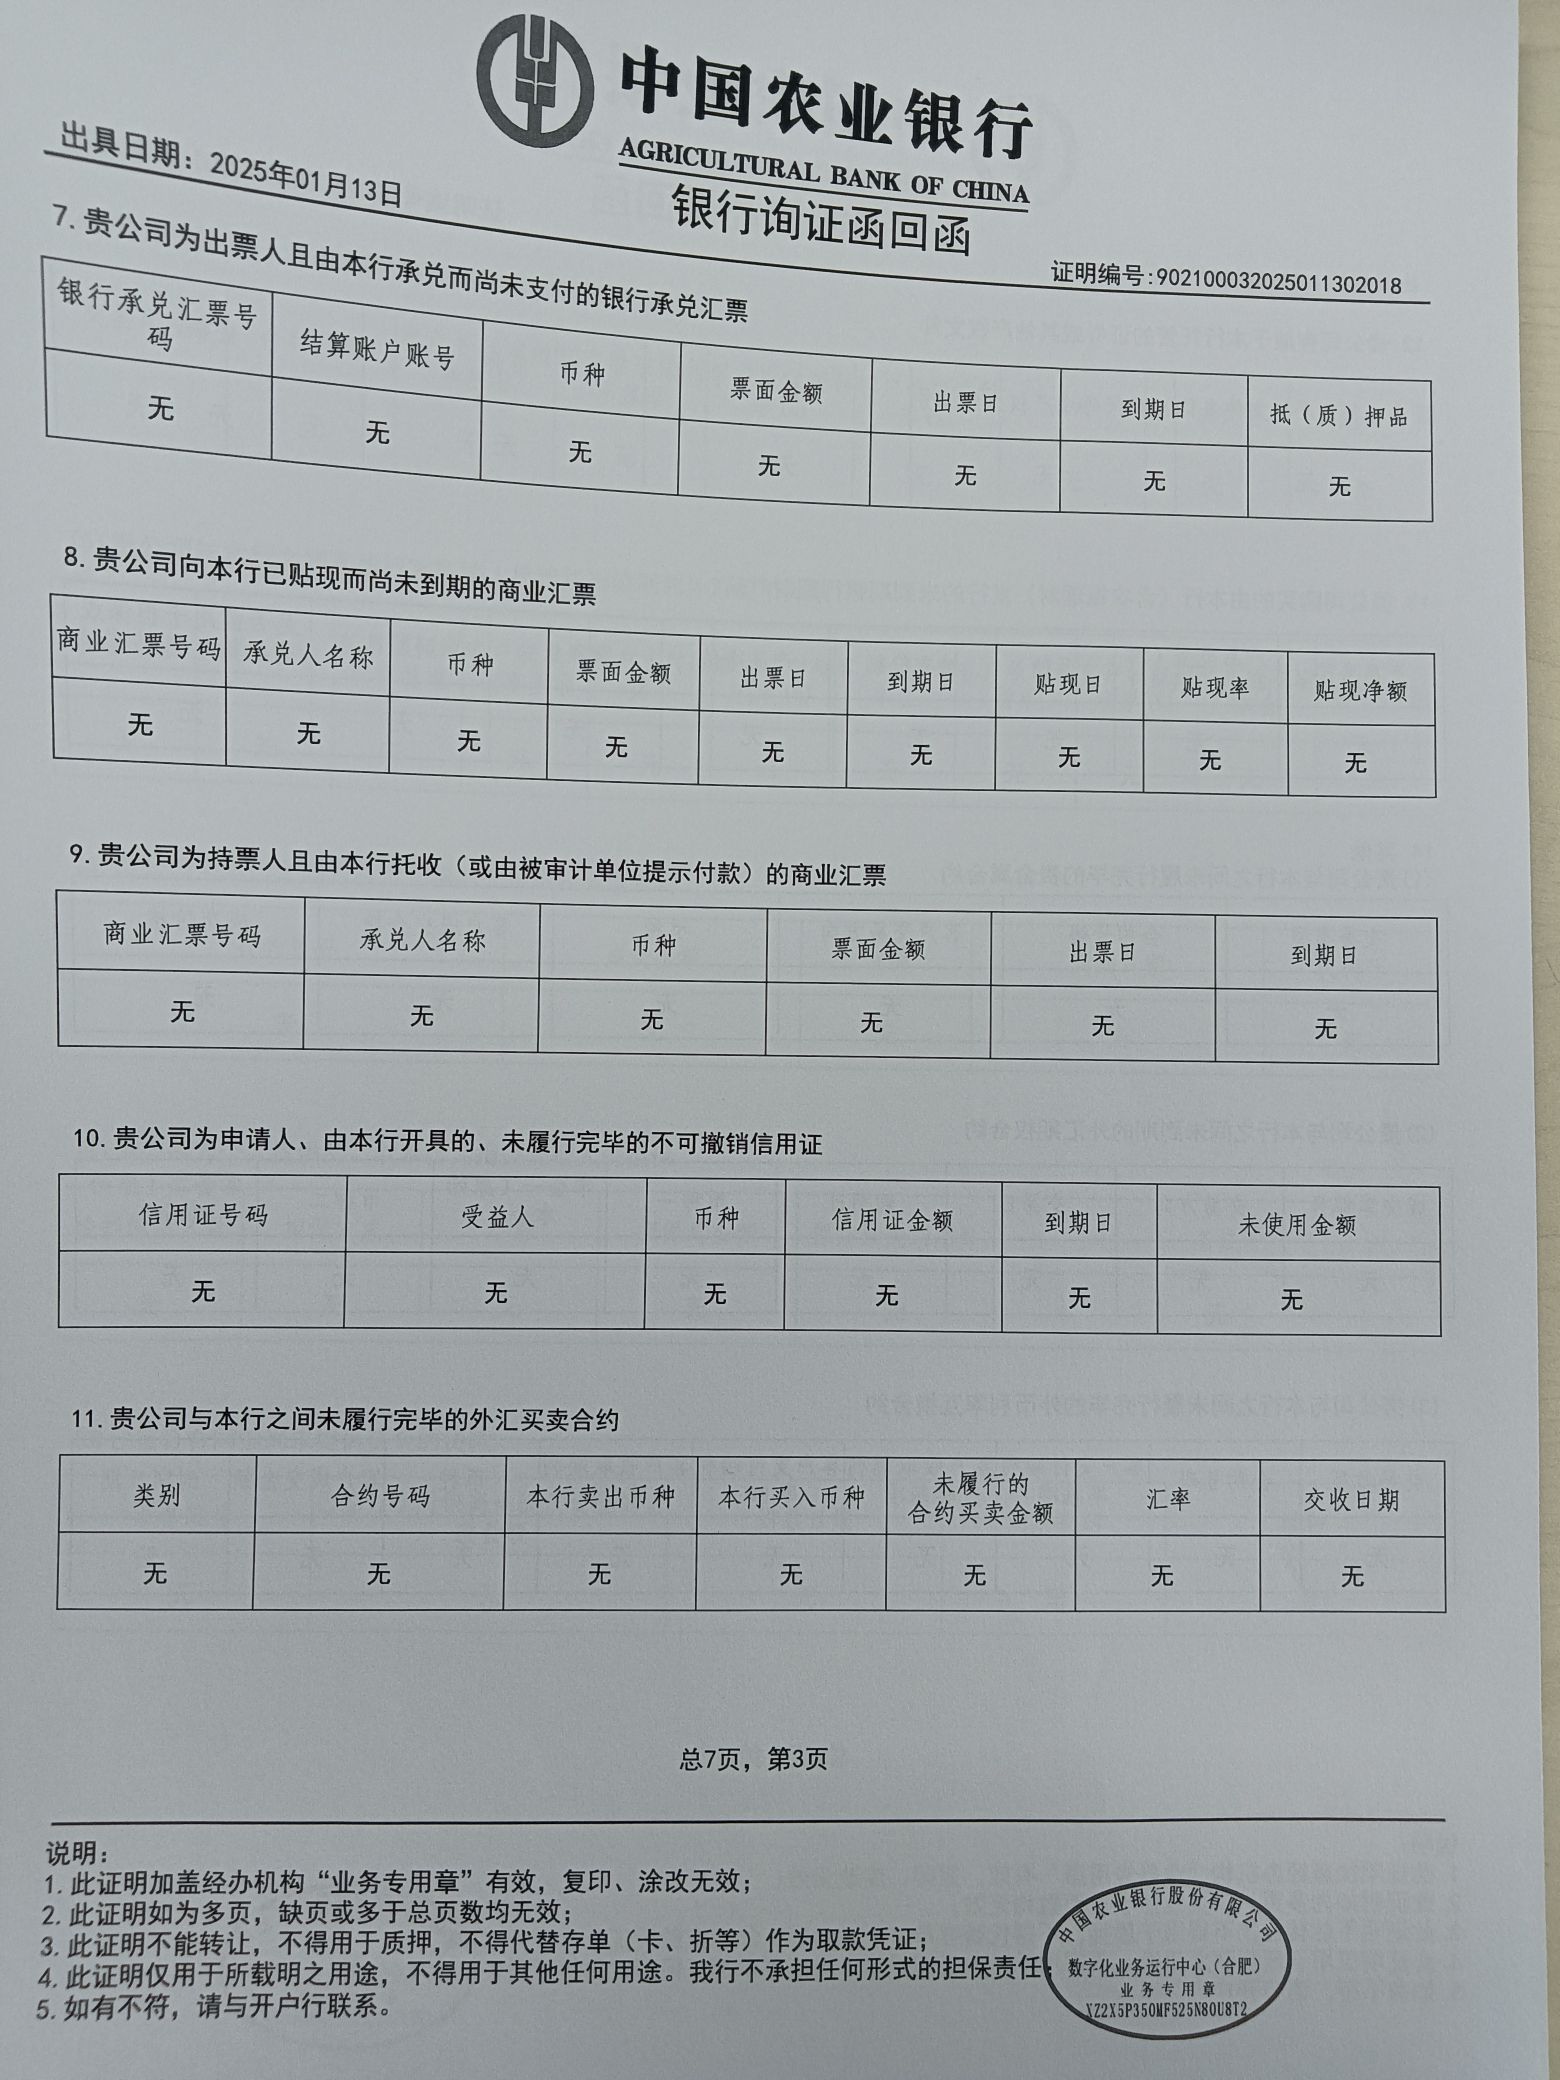 中国农业银行
AGRICULTURAL BANK OF CHINA
银行询证函回函
出具日期：2025年01月13日
证明编号:902100032025011302018
7.贵公司为出票人且由本行承兑而尚未支付的银行承兑汇票
银行承兑汇票号码 结算账户账号 币种 票面金额 出票日 到期日 抵（质）押品
无 无 无 无 无 无 无
8.贵公司向本行已贴现而尚未到期的商业汇票
商业汇票号码 承兑人名称 币种 票面金额 出票日 到期日 贴现日 贴现率 贴现净额
无 无 无 无 无 无 无 无 无
9.贵公司为持票人且由本行托收（或由被审计单位提示付款）的商业汇票
商业汇票号码 承兑人名称 币种 票面金额 出票日 到期日
无 无 无 无 无 无
10.贵公司为申请人、由本行开具的、未履行完毕的不可撤销信用证
信用证号码 受益人 币种 信用证金额 到期日 未使用金额
无 无 无 无 无 无
11.贵公司与本行之间未履行完毕的外汇买卖合约
类别 合约号码 本行卖出币种 本行买入币种 未履行的合约买卖金额 汇率 交收日期
无 无 无 无 无 无 无
总7页，第3页
说明：
1.此证明加盖经办机构“业务专用章”有效，复印、涂改无效；
2.此证明如为多页，缺页或多于总页数均无效；
3.此证明不能转让，不得用于质押，不得代替存单（卡、折等）作为取款凭证；
4.此证明仅用于所载明之用途，不得用于其他任何用途。我行不承担任何形式的担保责任；
5.如有不符，请与开户行联系。
中国农业银行股份有限公司
数字化业务运行中心（合肥）
业务专用章
XZ2X5P350MF525N80U8T2